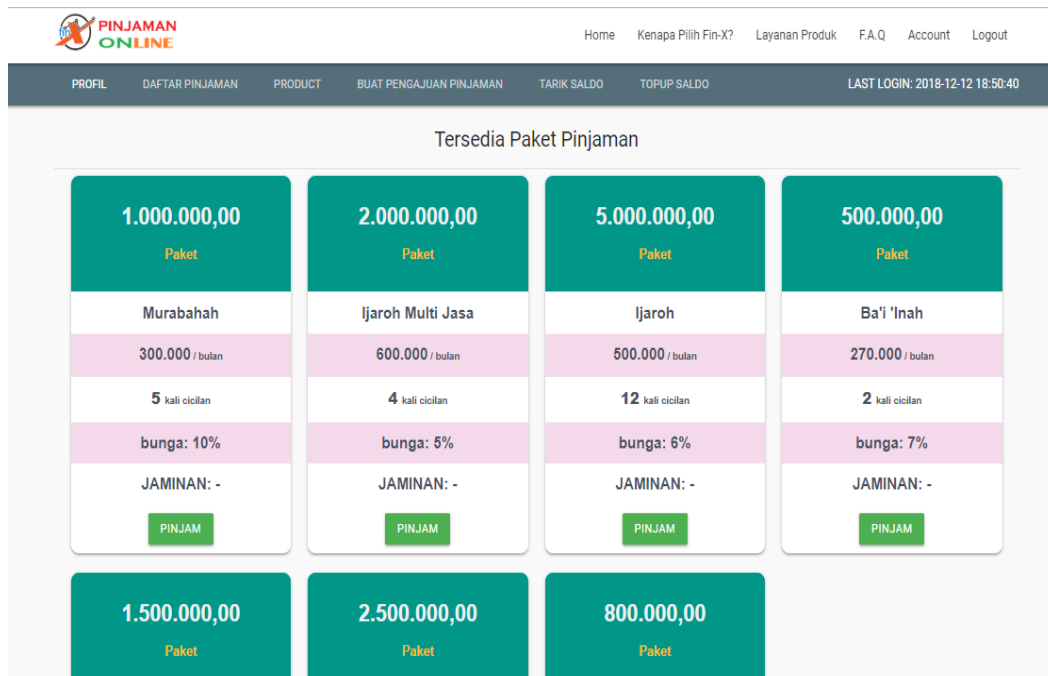 fin X PINJAMAN
ONLINE
Home Kenapa Pilih Fin-X? Layanan Produk F.A.Q Account Logout
PROFIL DAFTAR PINJAMAN PRODUCT BUAT PENGAJUAN PINJAMAN TARIK SALDO TOPUP SALDO LAST LOGIN: 2018-12-12 18:50:40
Tersedia Paket Pinjaman
1.000.000,00
Paket
Murabahah
300.000 / bulan
5 kali cicilan
bunga: 10%
JAMINAN: -
PINJAM
2.000.000,00
Paket
Ijaroh Multi Jasa
600.000 / bulan
4 kali cicilan
bunga: 5%
JAMINAN: -
PINJAM
5.000.000,00
Paket
Ijaroh
500.000 / bulan
12 kali cicilan
bunga: 6%
JAMINAN: -
PINJAM
500.000,00
Paket
Ba'i 'Inah
270.000 / bulan
2 kali cicilan
bunga: 7%
JAMINAN: -
PINJAM
1.500.000,00
Paket
2.500.000,00
Paket
800.000,00
Paket